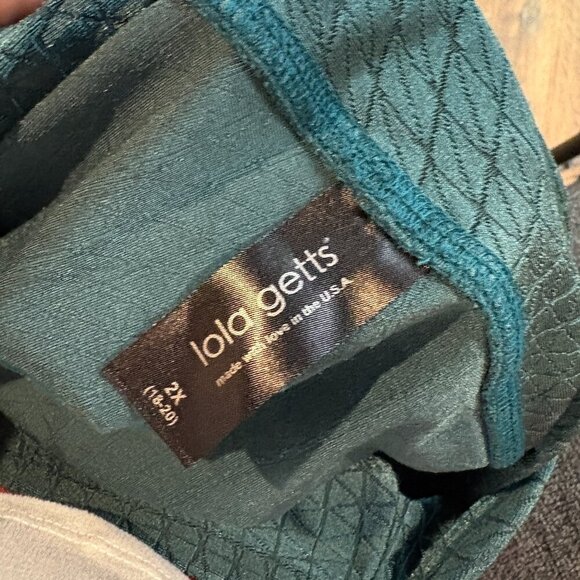 lola getts
made with love in the U.S.A.
2X
(18-20)